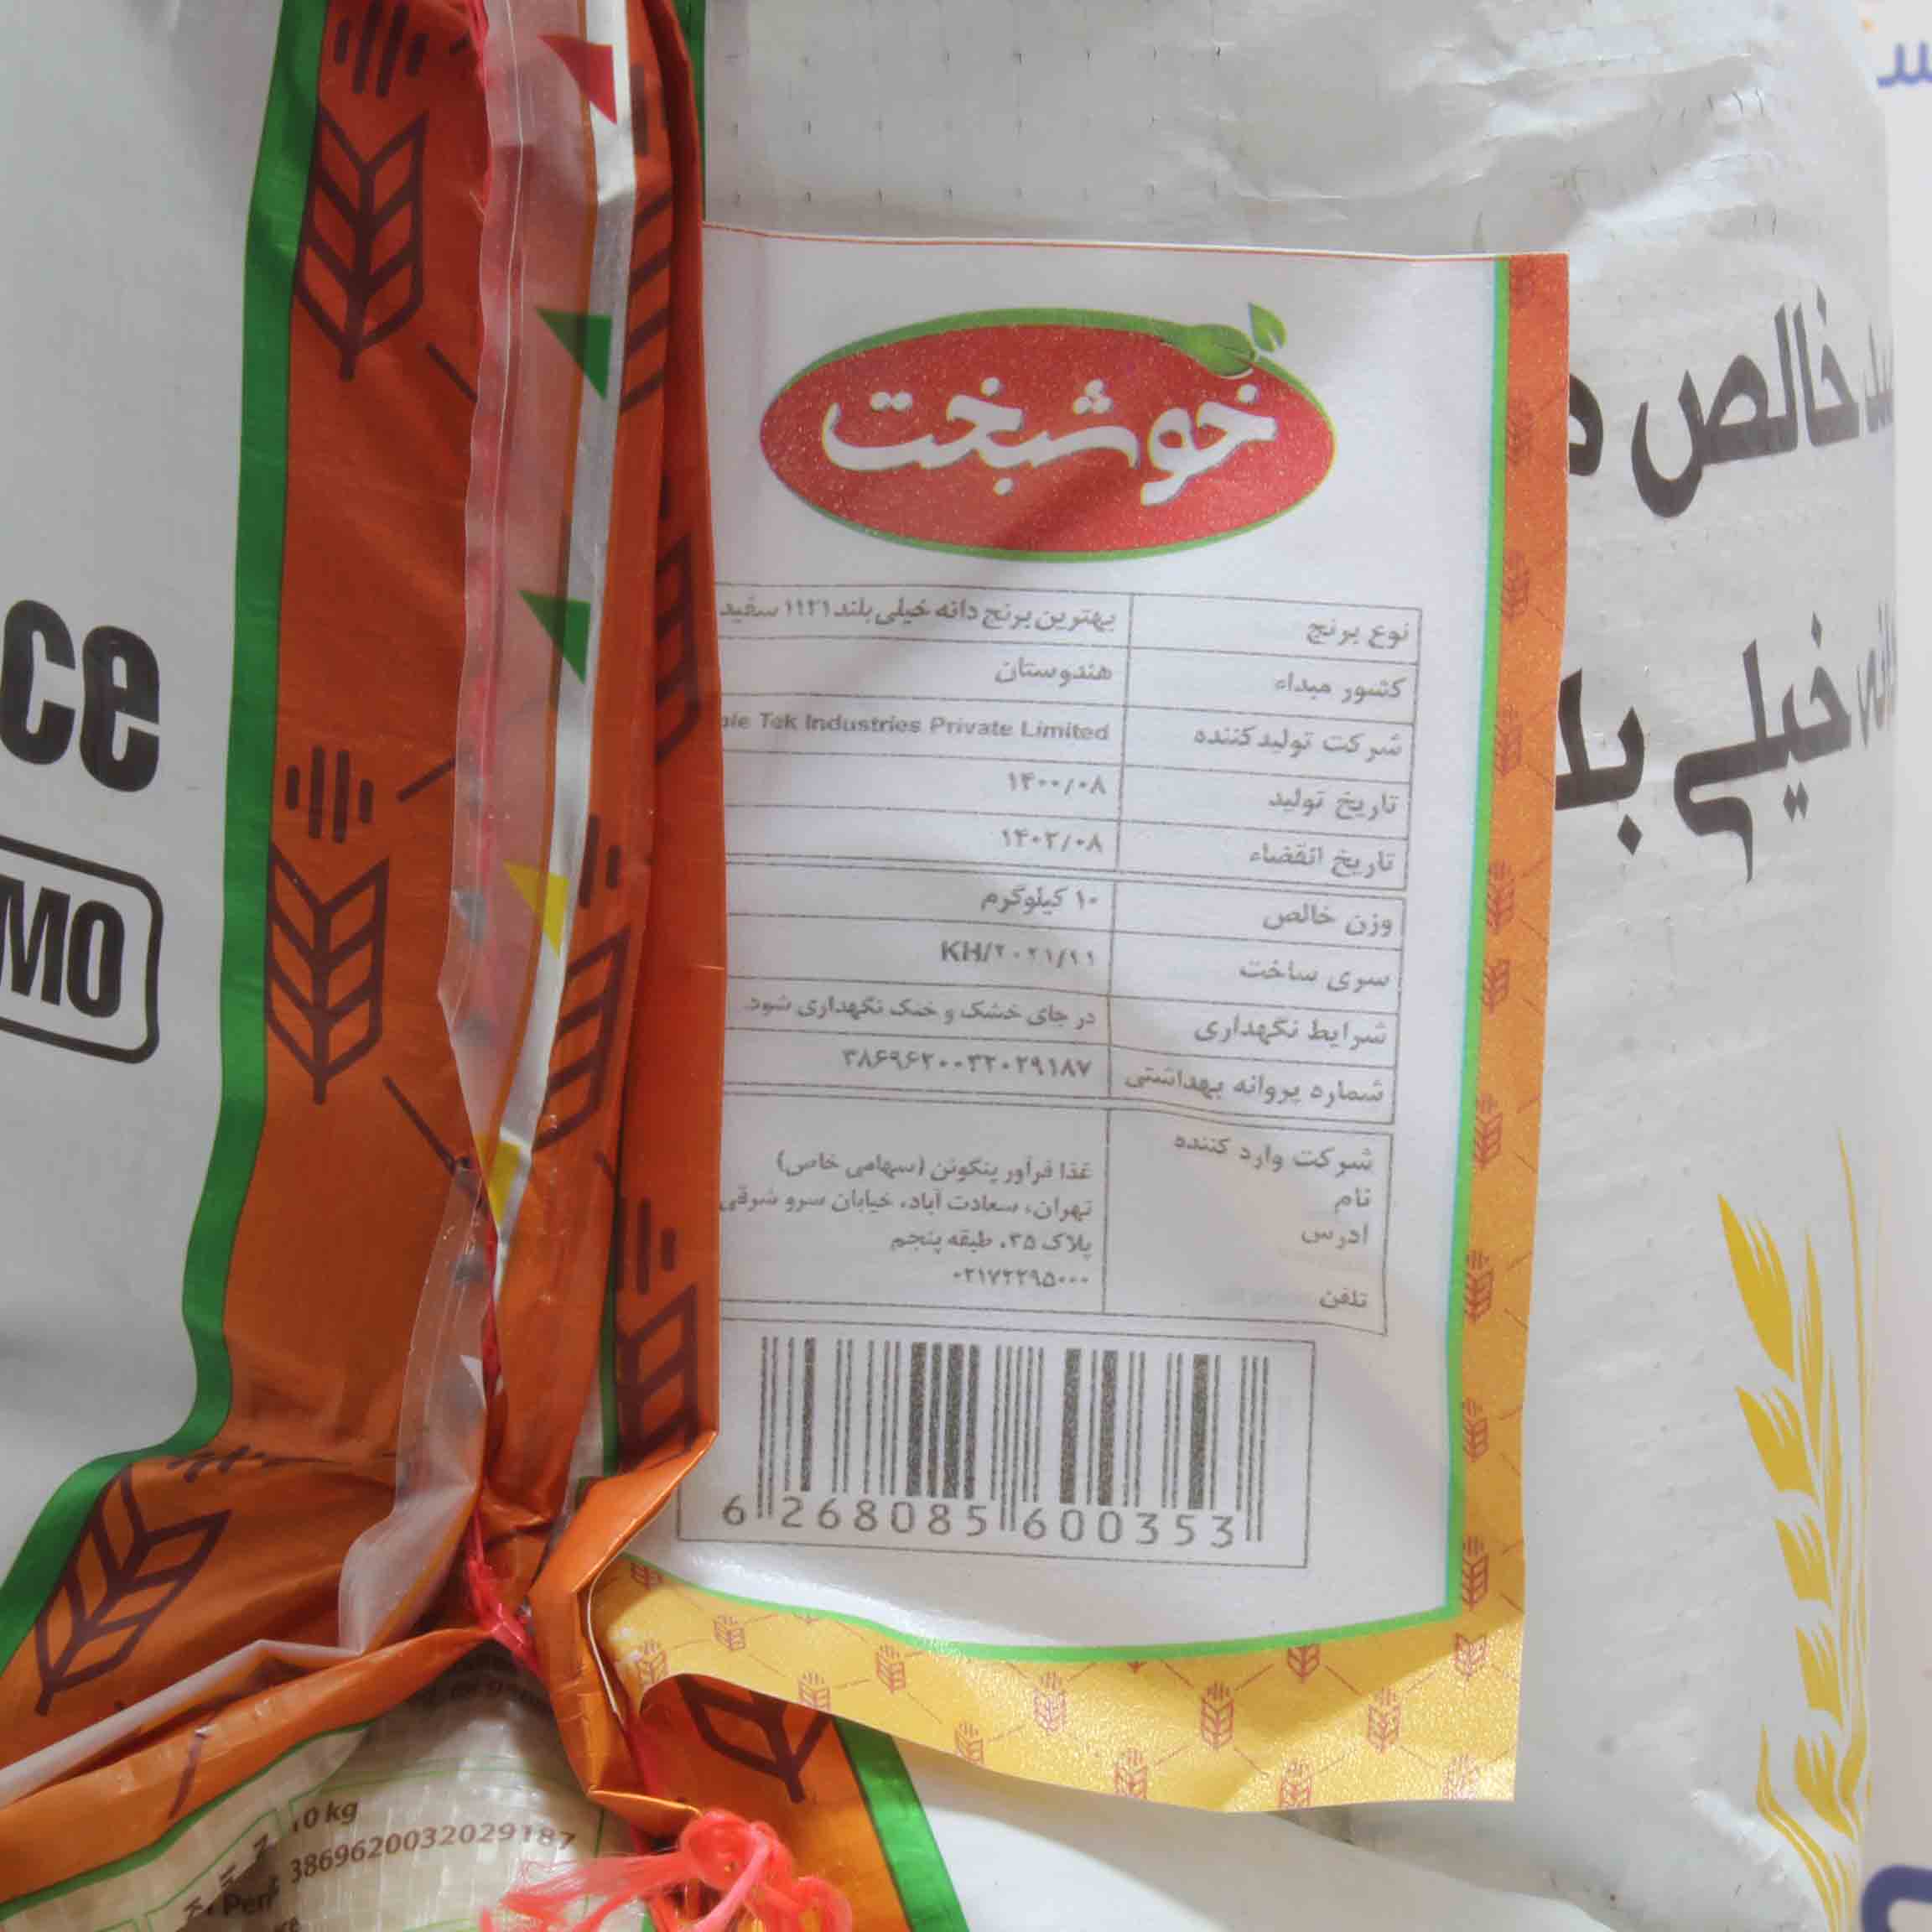 خوشبخت
نوع برنج بهترین برنج دانه خیلی بلند ۱۱۲۱ سفید
کشور مبداء هندوستان
شرکت تولیدکننده Tek Industries Private Limited
تاریخ تولید ۱۴۰۰/۰۸
تاریخ انقضاء ۱۴۰۲/۰۸
وزن خالص ۱۰ کیلوگرم
سری ساخت KH/۲۰۲۱/۹۱
شرایط نگهداری در جای خشک و خنک نگهداری شود.
شماره پروانه بهداشتی ۳۸۶۹۶۲۰۰۳۲۰۲۹۱۸۷
شرکت وارد کننده
نام غذا فرآور پنگوئن (سهامی خاص)
ادرس تهران، سعادت آباد، خیابان سرو شرقی
پلاک ۳۵، طبقه پنجم
تلفن ۰۲۱۷۲۲۹۵۰۰۰
6 268085 600353
خالص
خیلی
ce
MO
10 kg
3869620032029187